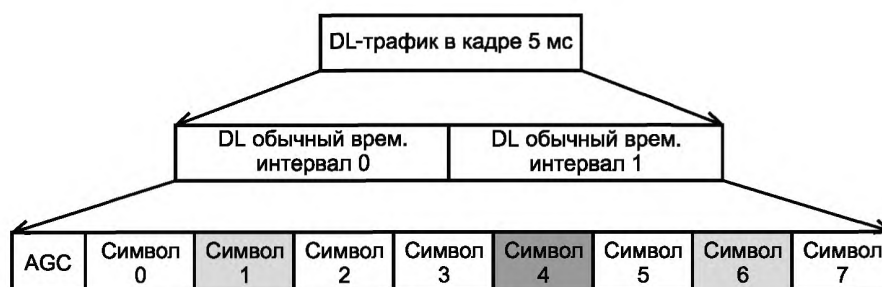 DL-трафик в кадре 5 мс
DL обычный врем. DL обычный врем.
интервал 0 интервал 1
AGC Символ Символ Символ Символ Символ Символ Символ Символ
0 1 2 3 4 5 6 7